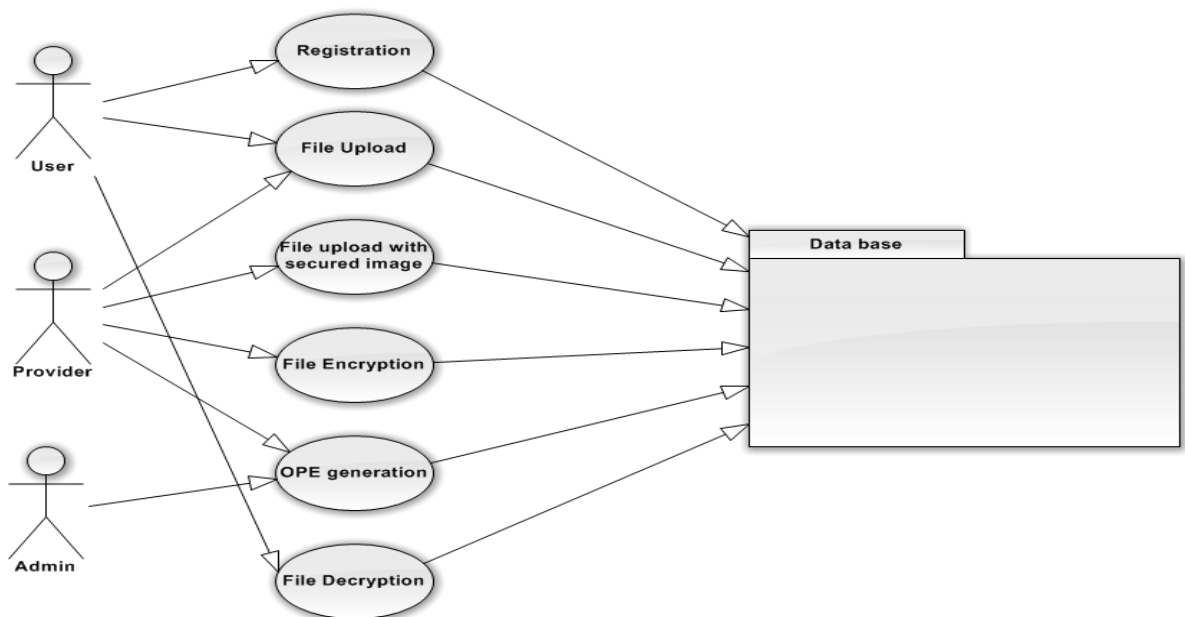 Registration
User
File Upload
File upload with
secured image
Data base
Provider
File Encryption
OPE generation
Admin
File Decryption